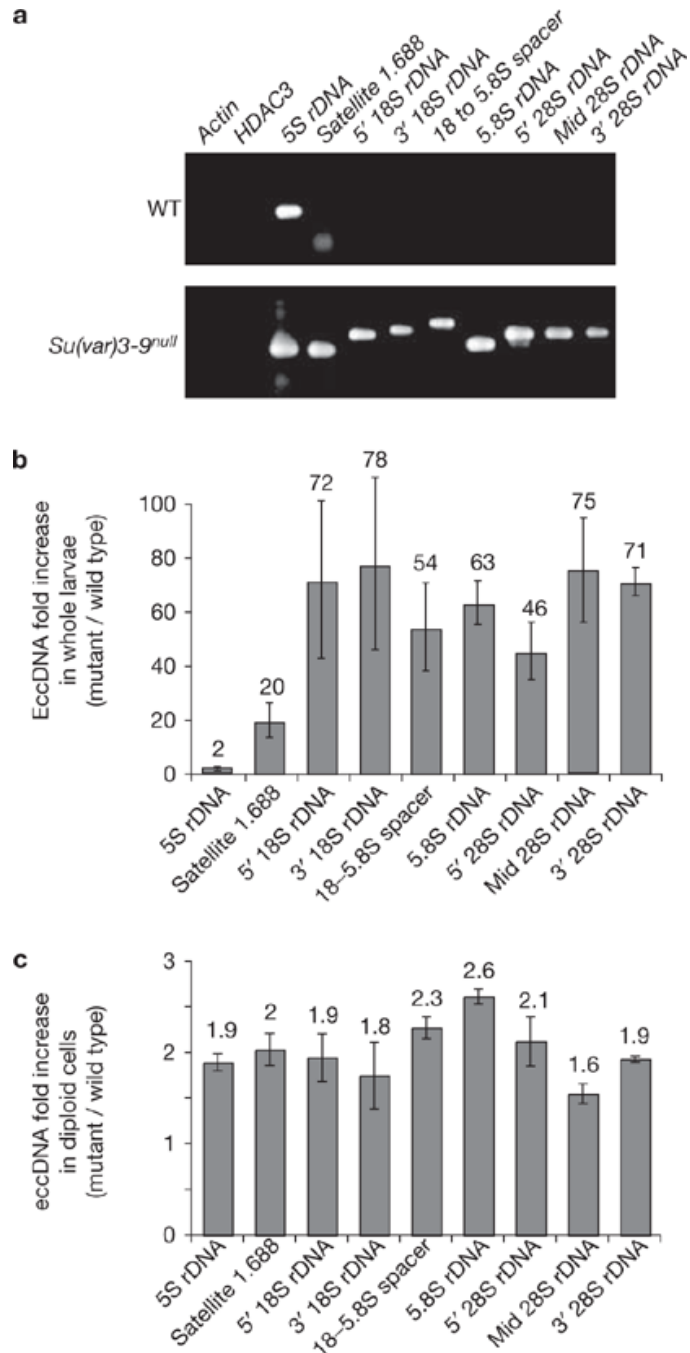 a
Actin
HDAC3
5S rDNA
Satellite 1.688
5′ 18S rDNA
3′ 18S rDNA
18 to 5.8S spacer
5.8S rDNA
5′ 28S rDNA
Mid 28S rDNA
3′ 28S rDNA
WT
Su(var)3-9null
b
EccDNA fold increase
in whole larvae
(mutant / wild type)
100
80
60
40
20
0
2
20
72
78
54
63
46
75
71
5S rDNA
Satellite 1.688
5′ 18S rDNA
3′ 18S rDNA
18–5.8S spacer
5.8S rDNA
5′ 28S rDNA
Mid 28S rDNA
3′ 28S rDNA
c
eccDNA fold increase
in diploid cells
(mutant / wild type)
3
2
1
0
1.9
2
1.9
1.8
2.3
2.6
2.1
1.6
1.9
5S rDNA
Satellite 1.688
5′ 18S rDNA
3′ 18S rDNA
18–5.8S spacer
5.8S rDNA
5′ 28S rDNA
Mid 28S rDNA
3′ 28S rDNA